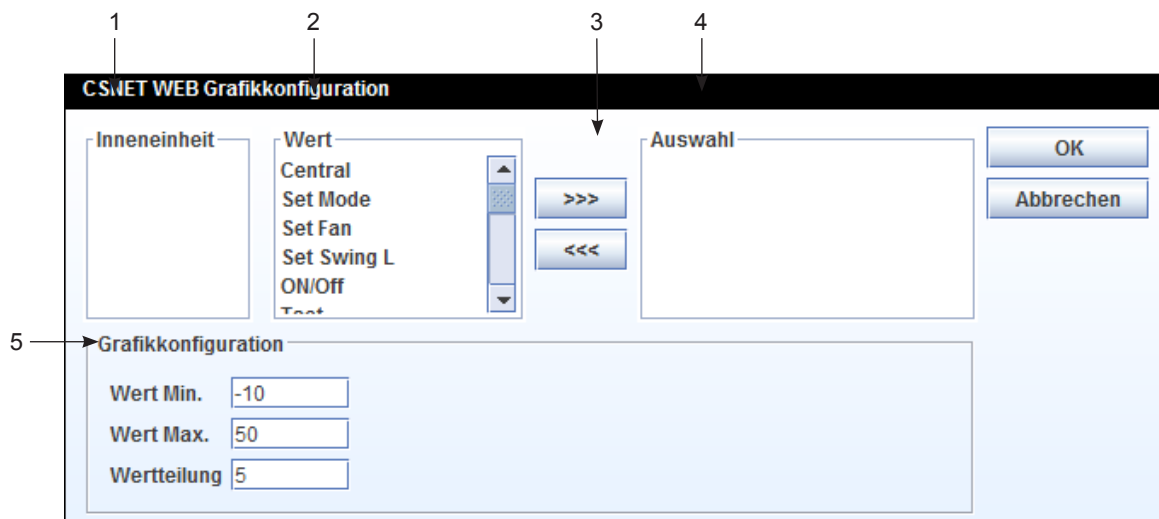 1 2 3 4
CSNET WEB Grafikkonfiguration
Inneneinheit Wert Auswahl
Central
Set Mode
Set Fan
Set Swing L
ON/Off
>>>
<<<
OK
Abbrechen
5
Grafikkonfiguration
Wert Min. -10
Wert Max. 50
Wertteilung 5